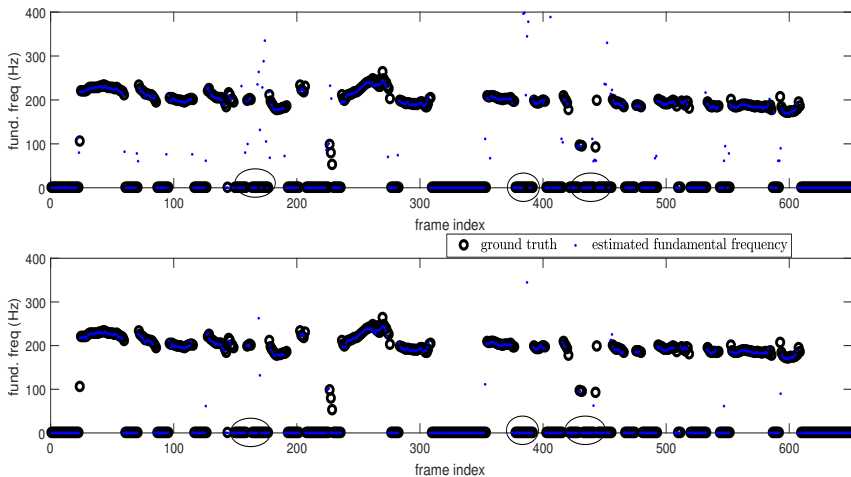 400
300
200
100
0
fund. freq (Hz)
0 100 200 300 400 500 600
frame index
ground truth estimated fundamental frequency
400
300
200
100
0
fund. freq (Hz)
0 100 200 300 400 500 600
frame index